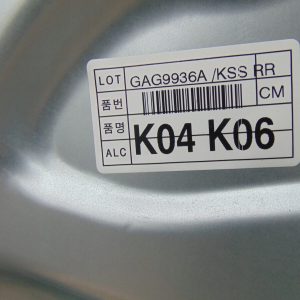 LOT GAG9936A /KSS RR
품번 CM
품명 K04 K06
ALC